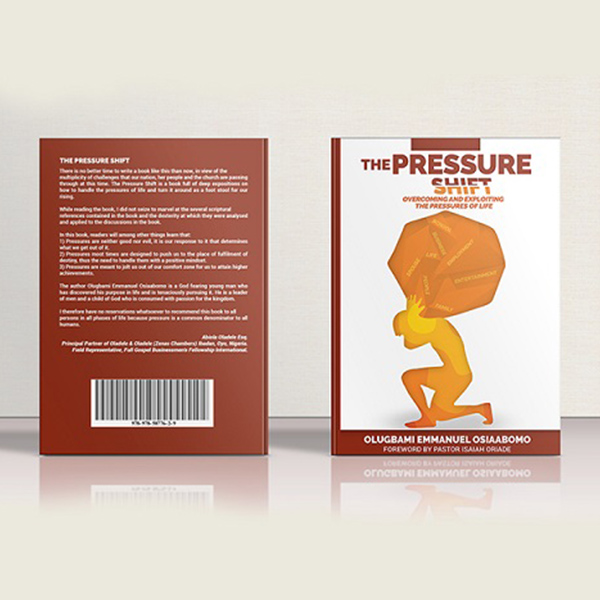 THE PRESSURE SHIFT
There is no better time to write a book like this than now, in view of the
multiplicity of challenges that our nation, her people and the church are passing
through at this time. The Pressure Shift is a book full of deep expositions on
how to handle the pressures of life and turn it around as a foot stool for our
rising.
While reading the book, I did not seize to marvel at the several scriptural
references contained in the book and the dexterity at which they were analysed
and applied to the discussions in the book.
In this book, readers will among other things learn that:
1) Pressures are neither good nor evil, it is our response to it that determines
what we get out of it.
2) Pressures most times are designed to push us to the place of fulfilment of
destiny, thus the need to handle them with a positive mindset.
3) Pressures are meant to jolt us out of our comfort zone for us to attain higher
achievements.
The author Olugbami Emmanuel Osiaabomo is a God fearing young man who
has discovered his purpose in life and is tenaciously pursuing it. He is a leader
of men and a child of God who is consumed with passion for the kingdom.
I therefore have no reservations whatsoever to recommend this book to all
persons in all phases of life because pressure is a common denominator to all
humans.
Abiola Oladele Esq.
Principal Partner of Oladele & Oladele (Zenas Chambers) Ibadan, Oyo, Nigeria.
Field Representative, Full Gospel Businessmen's Fellowship International.
THE PRESSURE
SHIFT
OVERCOMING AND EXPLOITING
THE PRESSURES OF LIFE
LIFE
ENTERTAINMENT
FAMILY
OLUGBAMI EMMANUEL OSIAABOMO
FOREWORD BY PASTOR ISAIAH ORIADE